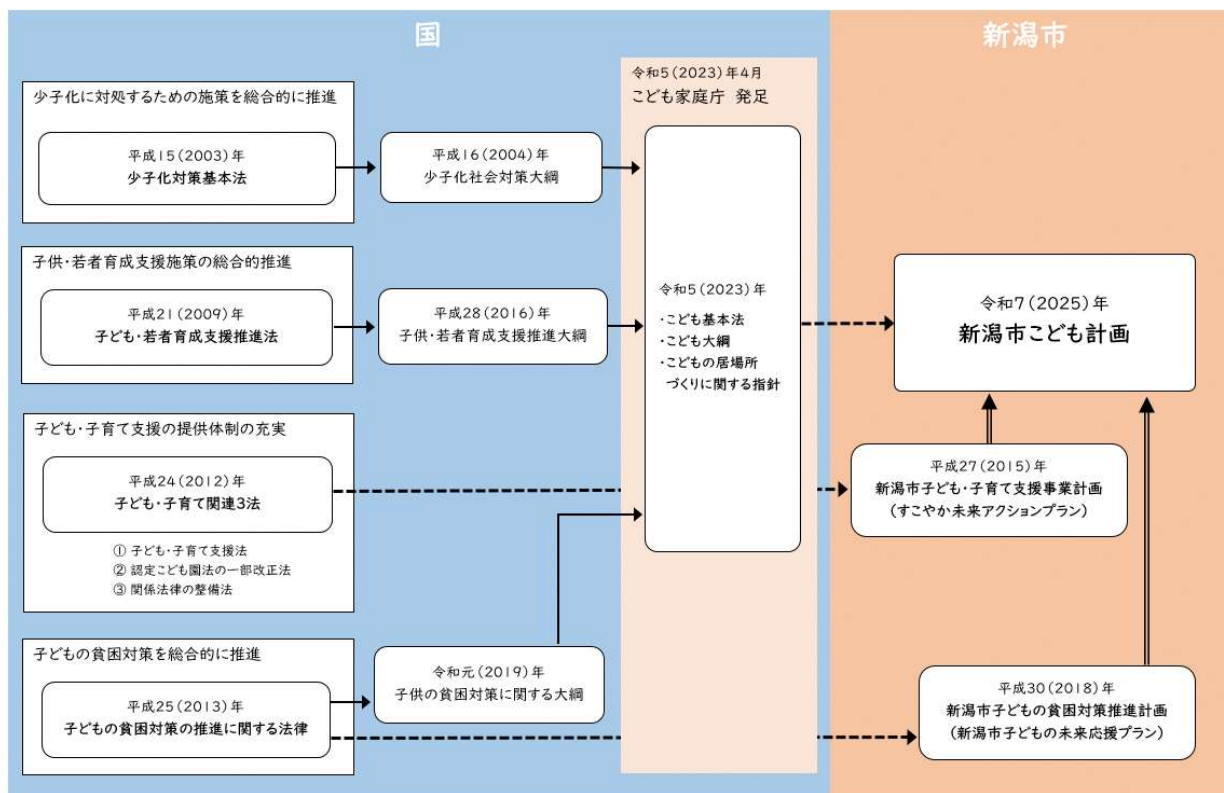 国
新潟市
令和5(2023)年4月
こども家庭庁 発足
少子化に対処するための施策を総合的に推進
平成15(2003)年
少子化対策基本法
平成16(2004)年
少子化社会対策大綱
子供・若者育成支援施策の総合的推進
平成21(2009)年
子ども・若者育成支援推進法
平成28(2016)年
子供・若者育成支援推進大綱
令和5(2023)年
・こども基本法
・こども大綱
・こどもの居場所
づくりに関する指針
令和7(2025)年
新潟市こども計画
子ども・子育て支援の提供体制の充実
平成24(2012)年
子ども・子育て関連3法
① 子ども・子育て支援法
② 認定こども園法の一部改正法
③ 関係法律の整備法
平成27(2015)年
新潟市子ども・子育て支援事業計画
(すこやか未来アクションプラン)
子どもの貧困対策を総合的に推進
平成25(2013)年
子どもの貧困対策の推進に関する法律
令和元(2019)年
子供の貧困対策に関する大綱
平成30(2018)年
新潟市子どもの貧困対策推進計画
(新潟市子どもの未来応援プラン)